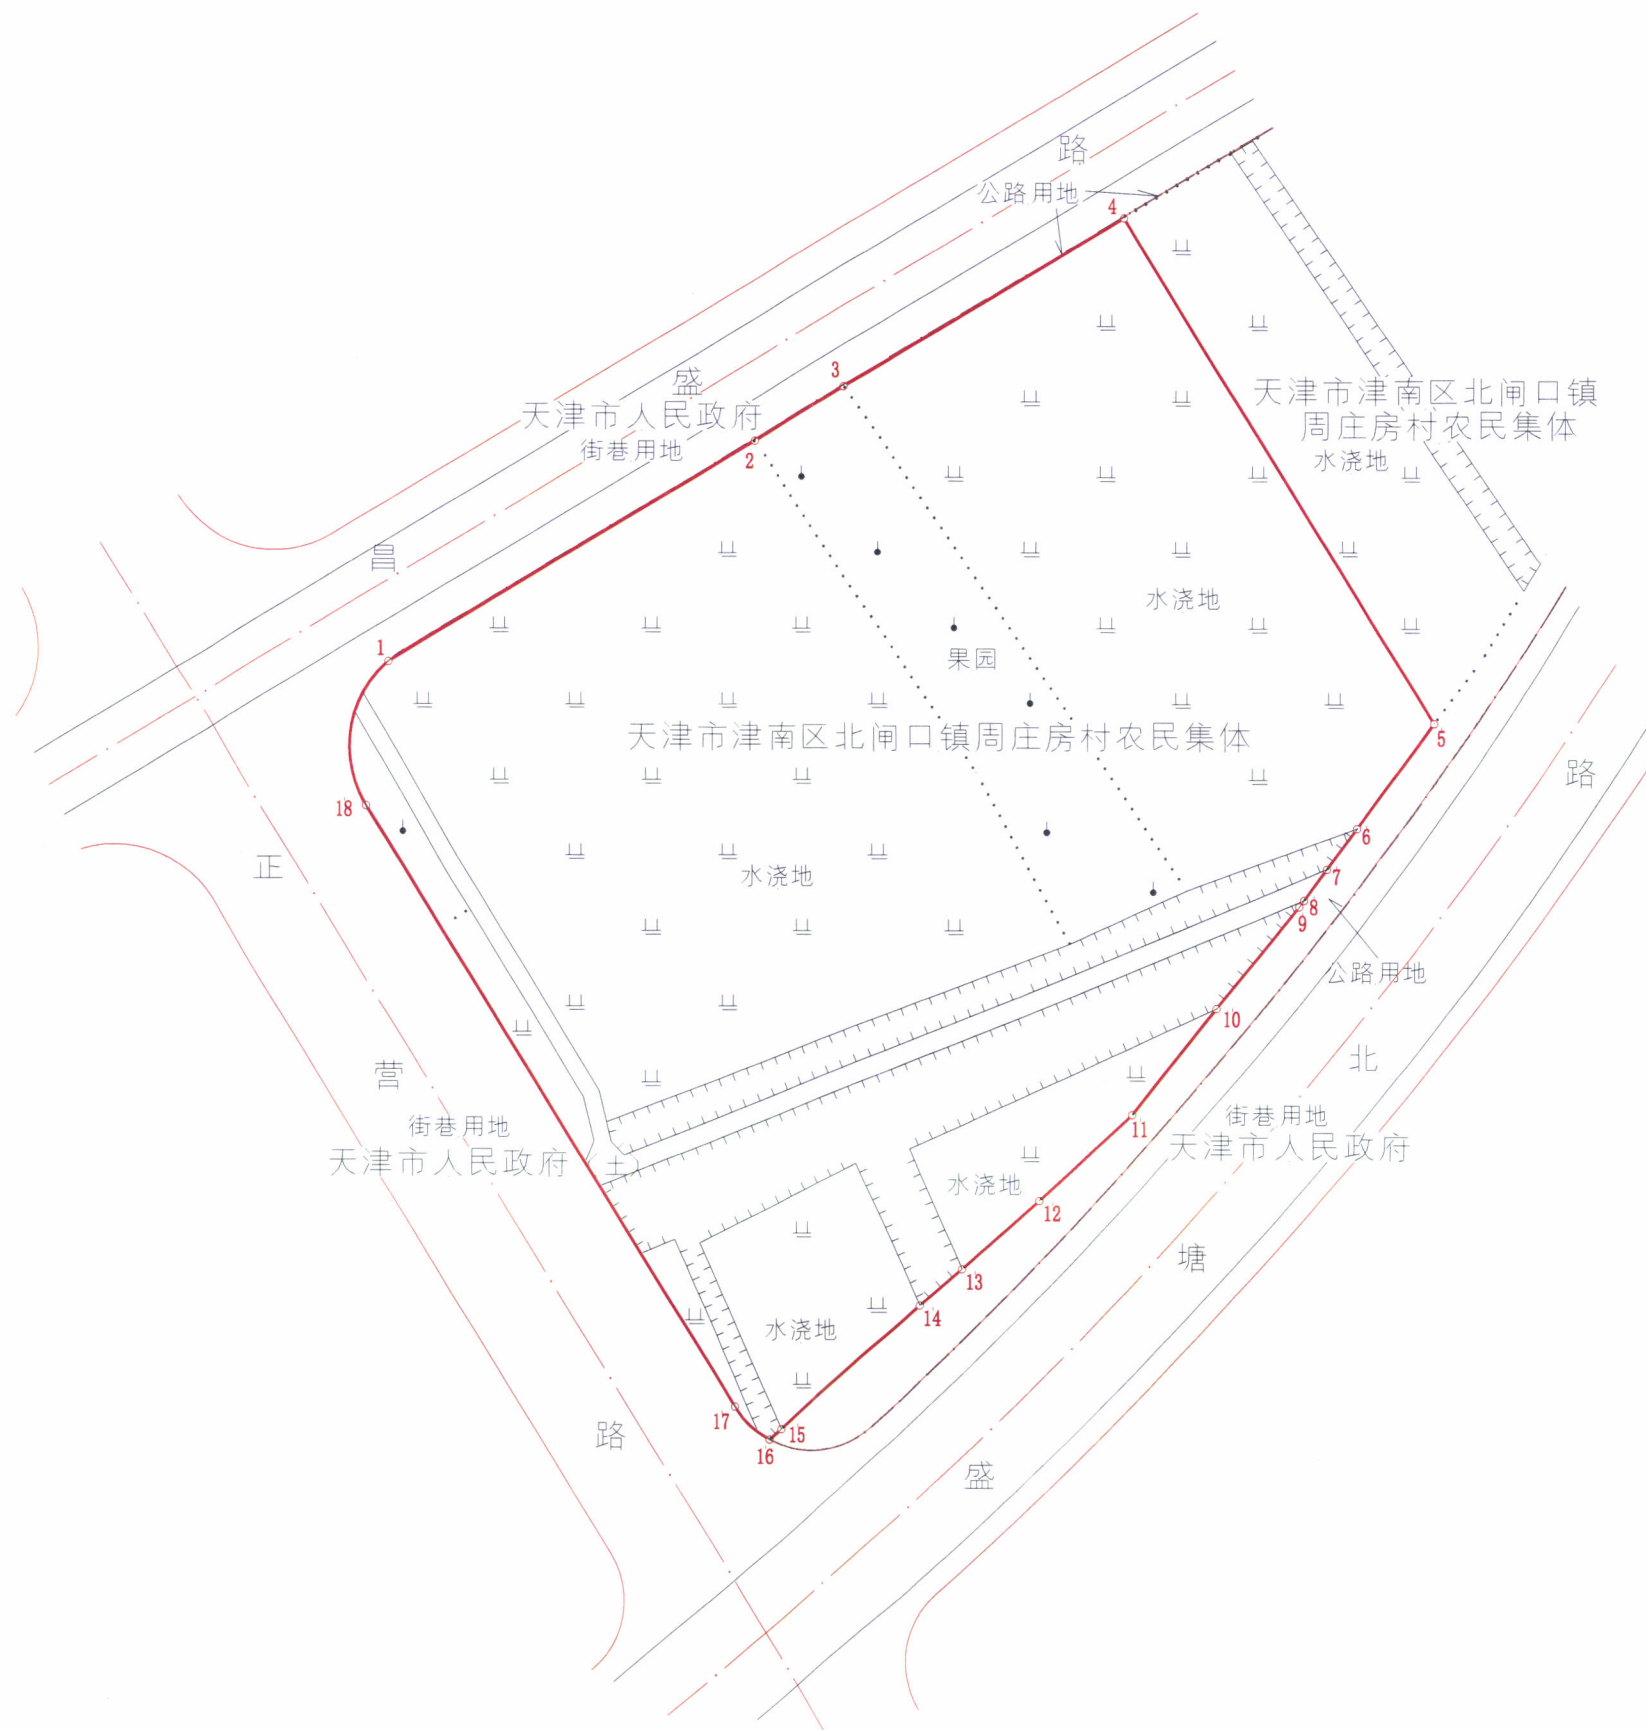 路
公路用地
4
3
盛
天津市人民政府
街巷用地
2
天津市津南区北闸口镇
周庄房村农民集体
水浇地
昌
水浇地
1
果园
天津市津南区北闸口镇周庄房村农民集体
5
路
18
6
正
水浇地
7
8
9
公路用地
10
营
北
街巷用地
天津市人民政府
土
11
街巷用地
天津市人民政府
水浇地
12
塘
13
14
水浇地
17
15
16
路
盛